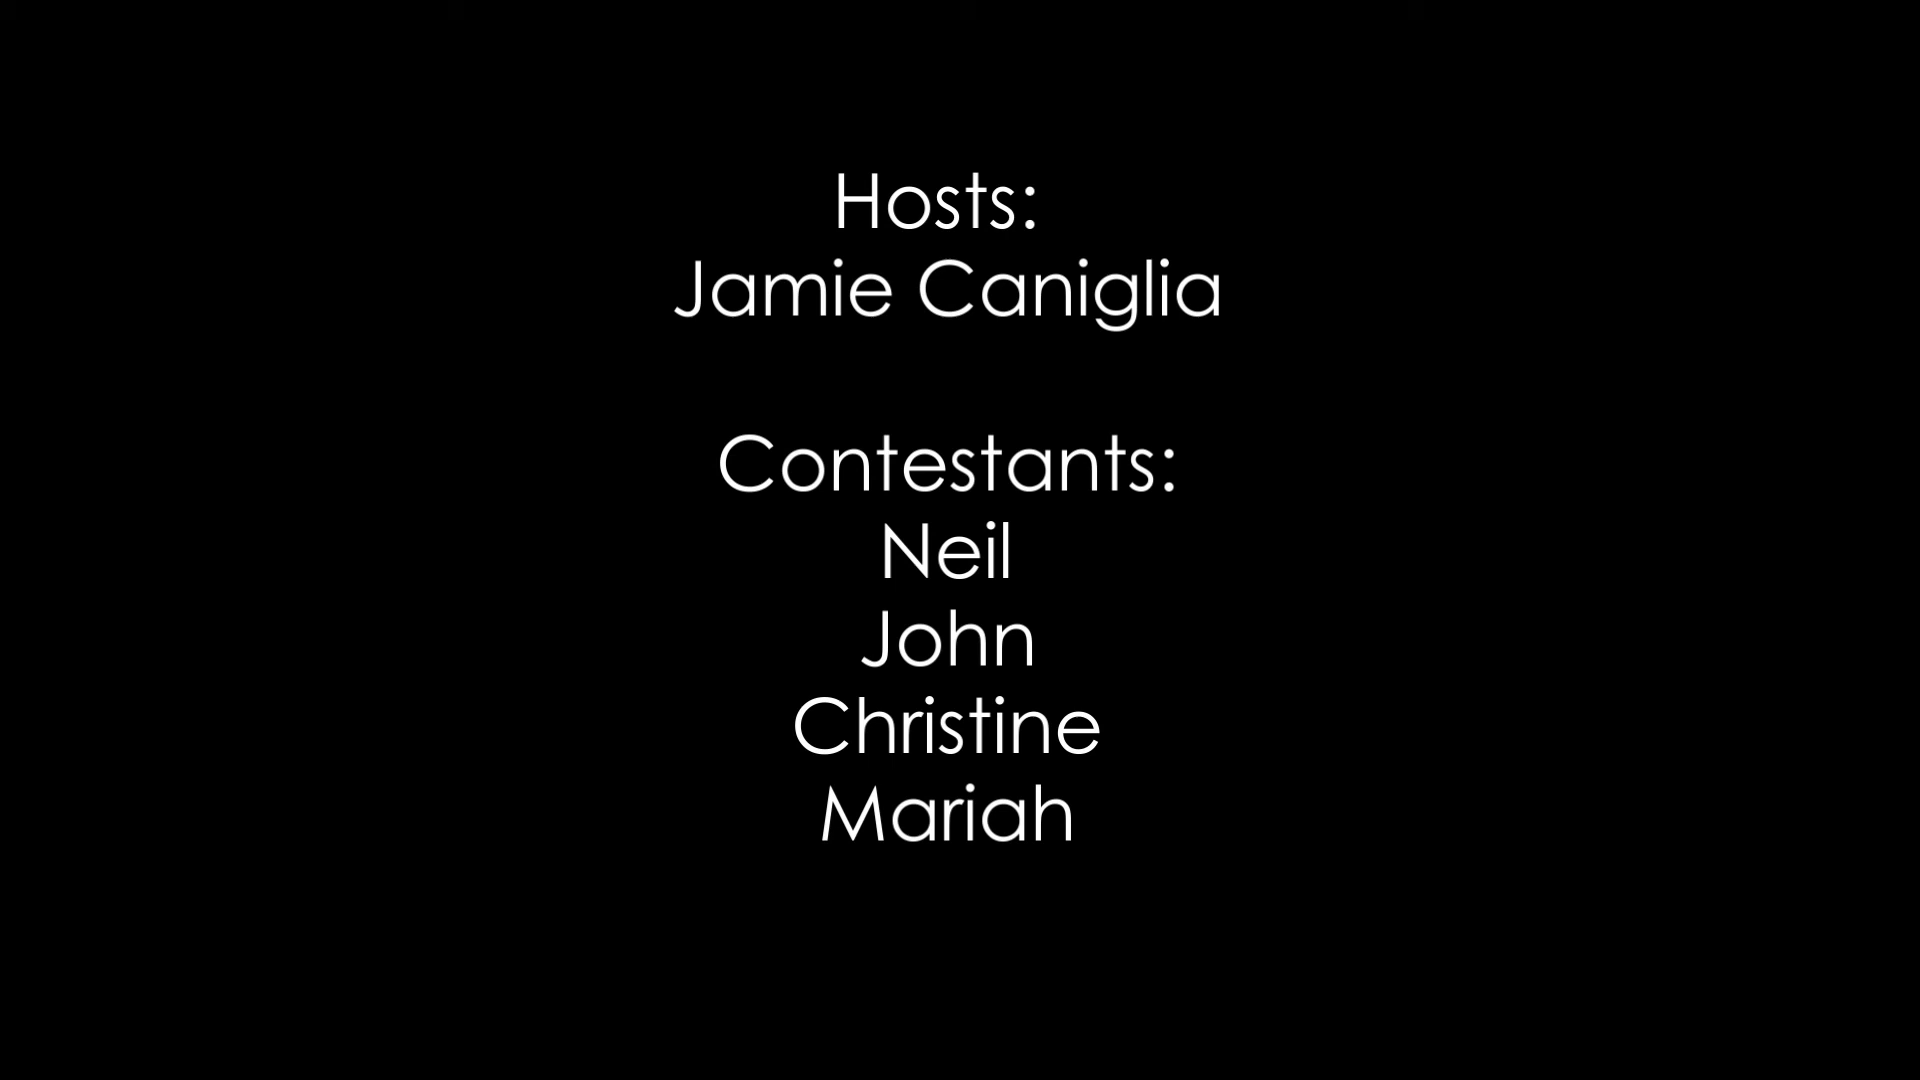 Hosts:
Jamie Caniglia
Contestants:
Neil
John
Christine
Mariah